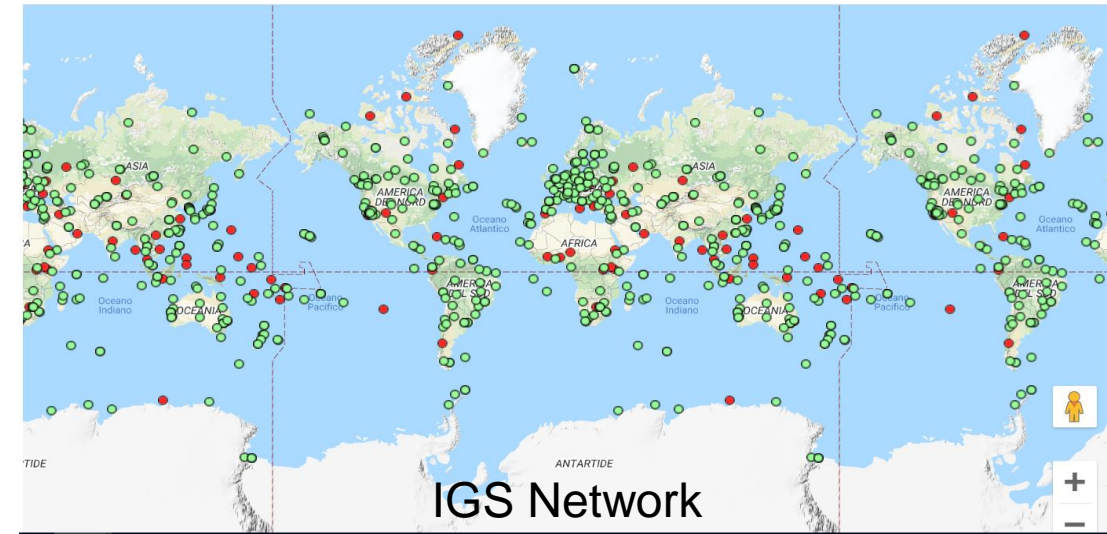 ASIA
AMERICA
DEL NORD
Oceano
Atlantico
AFRICA
ASIA
AMERICA
DEL NORD
Oceano
Atlantico
Oceano
Indiano
OCEANIA
Oceano
Pacifico
AMERICA
DEL SUD
Oceano
Indiano
OCEANIA
Oceano
Pacifico
AMERICA
DEL SUD
TIDE
ANTARTIDE
IGS Network
+
−